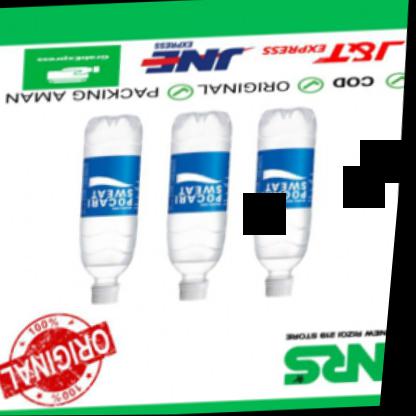 NRS
NEW RIZQI 219 STORE
100%
ORIGINAL
100%
POCARI
SWEAT
POCARI
SWEAT
POCARI
SWEAT
COD ORIGINAL PACKING AMAN
J&T EXPRESS
JNE
EXPRESS
GrabExpress